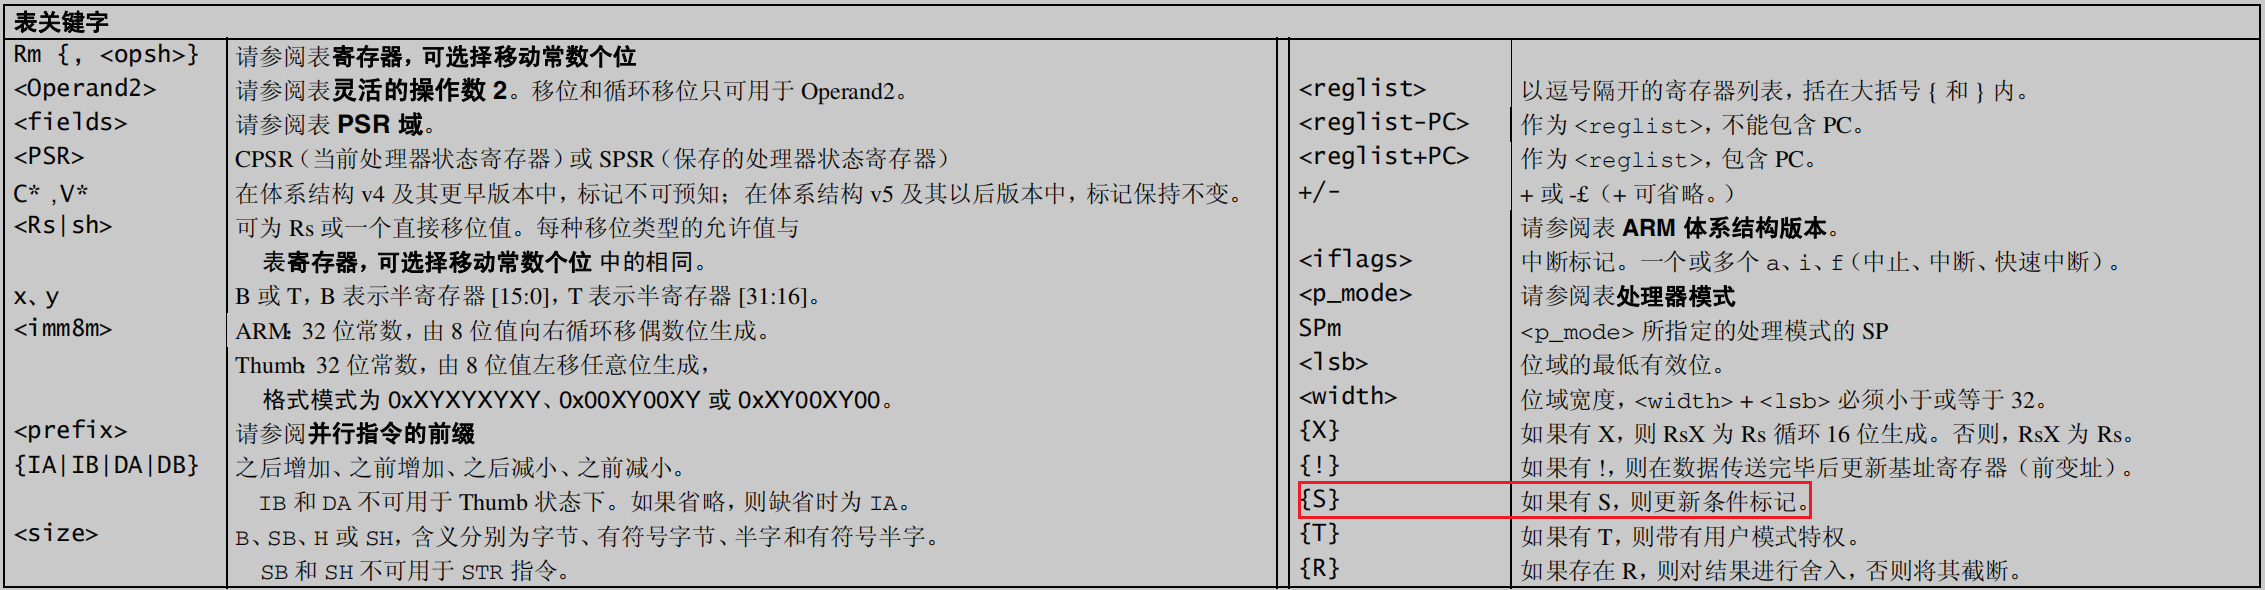 表关键字
Rm {, <opsh>} 请参阅表寄存器，可选择移动常数个位
<Operand2> 请参阅表灵活的操作数 2。移位和循环移位只可用于 Operand2。
<fields> 请参阅表 PSR 域。
<PSR> CPSR（当前处理器状态寄存器）或 SPSR（保存的处理器状态寄存器）
C* ,V* 在体系结构 v4 及其更早版本中，标记不可预知；在体系结构 v5 及其以后版本中，标记保持不变。
<Rs|sh> 可为 Rs 或一个直接移位值。每种移位类型的允许值与
表寄存器，可选择移动常数个位 中的相同。
x、y B 或 T，B 表示半寄存器 [15:0]，T 表示半寄存器 [31:16]。
<imm8m> ARM: 32 位常数，由 8 位值向右循环移偶数位生成。
Thumb: 32 位常数，由 8 位值左移任意位生成，
格式模式为 0xXYXYXYXY、0x00XY00XY 或 0xXY00XY00。
<prefix> 请参阅并行指令的前缀
{IA|IB|DA|DB} 之后增加、之前增加、之后减小、之前减小。
IB 和 DA 不可用于 Thumb 状态下。如果省略，则缺省时为 IA。
<size> B、SB、H 或 SH，含义分别为字节、有符号字节、半字和有符号半字。
SB 和 SH 不可用于 STR 指令。
<reglist> 以逗号隔开的寄存器列表，括在大括号 { 和 } 内。
<reglist-PC> 作为 <reglist>，不能包含 PC。
<reglist+PC> 作为 <reglist>，包含 PC。
+/- + 或 -£（+ 可省略。）
请参阅表 ARM 体系结构版本。
<iflags> 中断标记。一个或多个 a、i、f（中止、中断、快速中断）。
<p_mode> 请参阅表处理器模式
SPm <p_mode> 所指定的处理模式的 SP
<lsb> 位域的最低有效位。
<width> 位域宽度，<width> + <lsb> 必须小于或等于 32。
{X} 如果有 X，则 RsX 为 Rs 循环 16 位生成。否则，RsX 为 Rs。
{!} 如果有 !，则在数据传送完毕后更新基址寄存器（前变址）。
{S} 如果有 S，则更新条件标记。
{T} 如果有 T，则带有用户模式特权。
{R} 如果存在 R，则对结果进行舍入，否则将其截断。